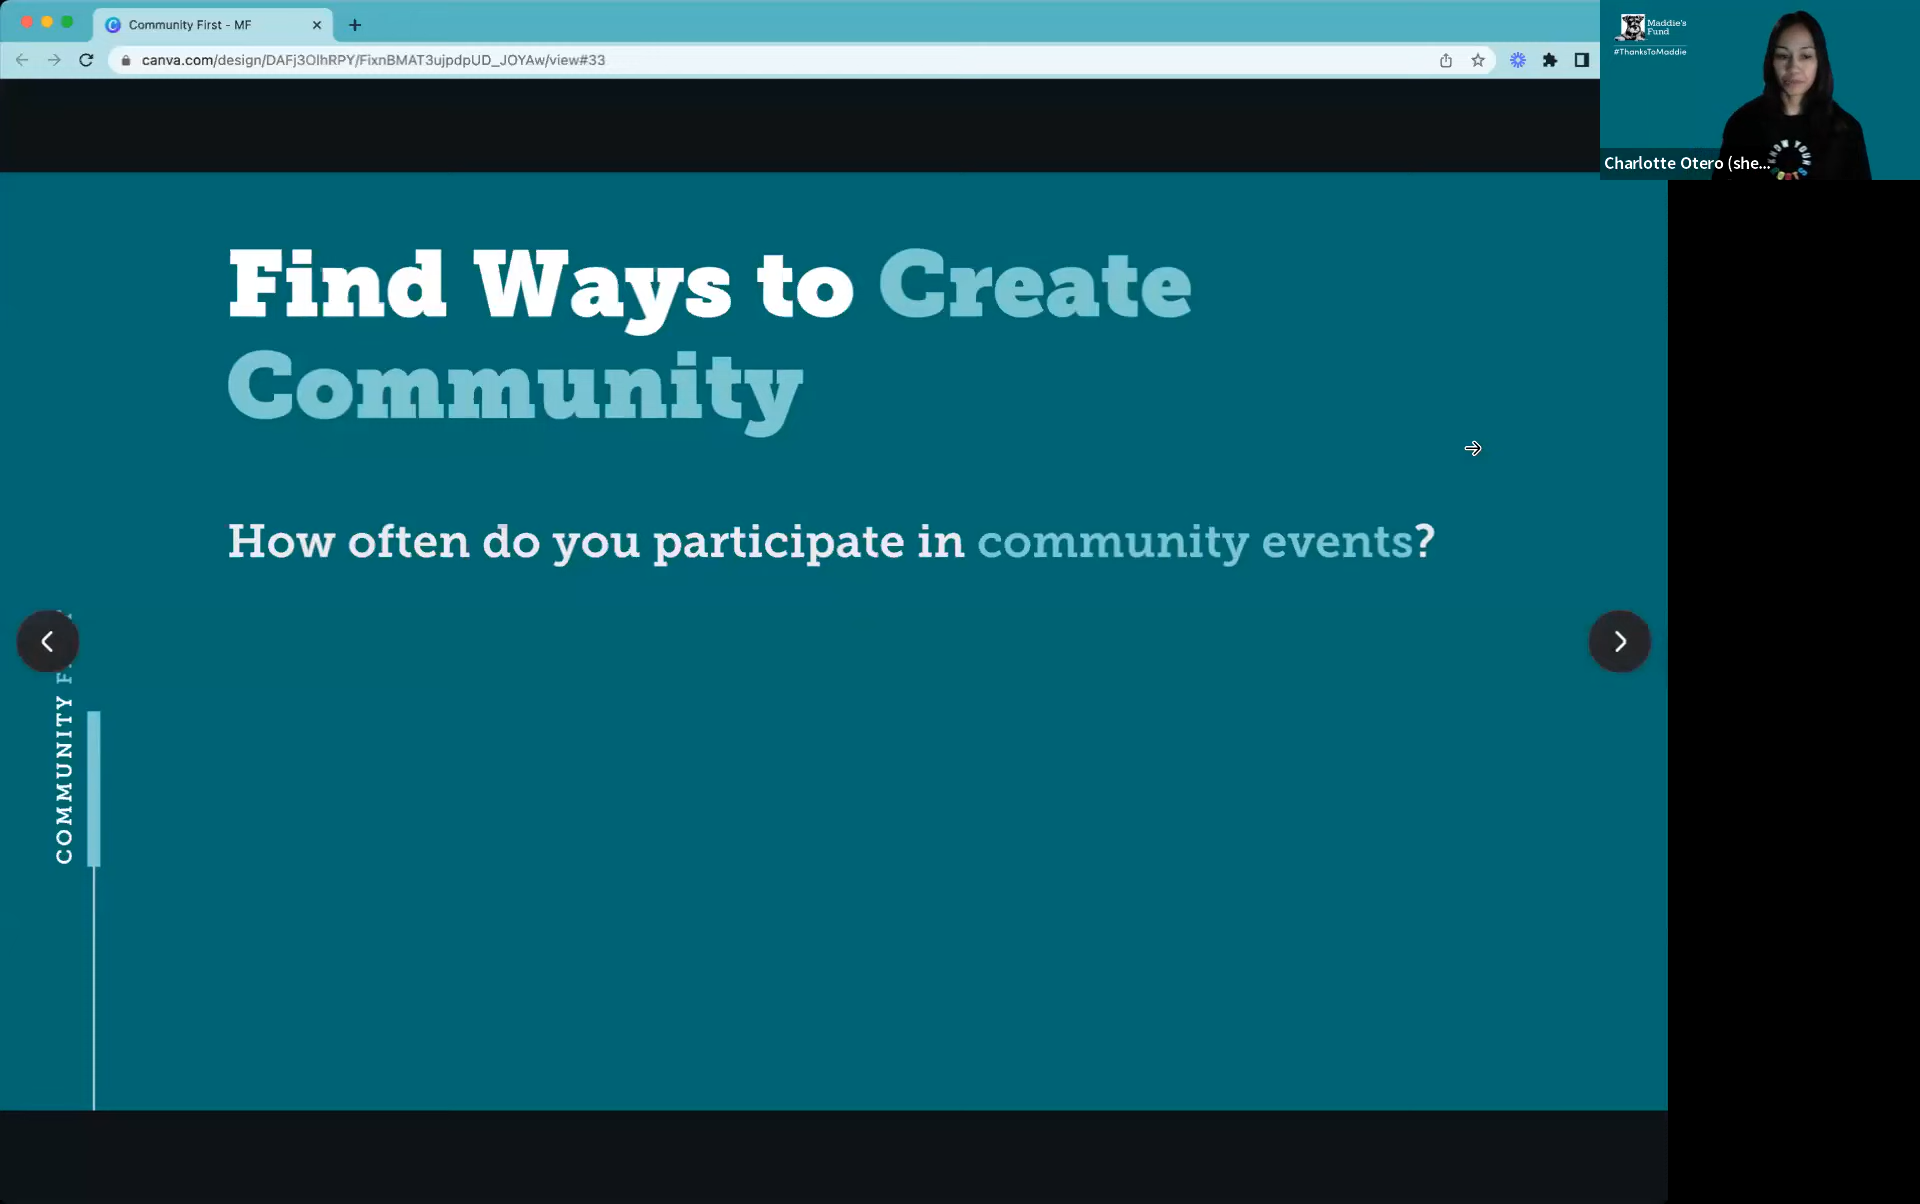 Community First - MF
canva.com/design/DAFj3OlhRPY/FixnBMAT3ujpdpUD_JOYAw/view#33
Maddie's
Fund
#ThanksToMaddie
Charlotte Otero (she...
Find Ways to Create
Community
How often do you participate in community events?
COMMUNITY